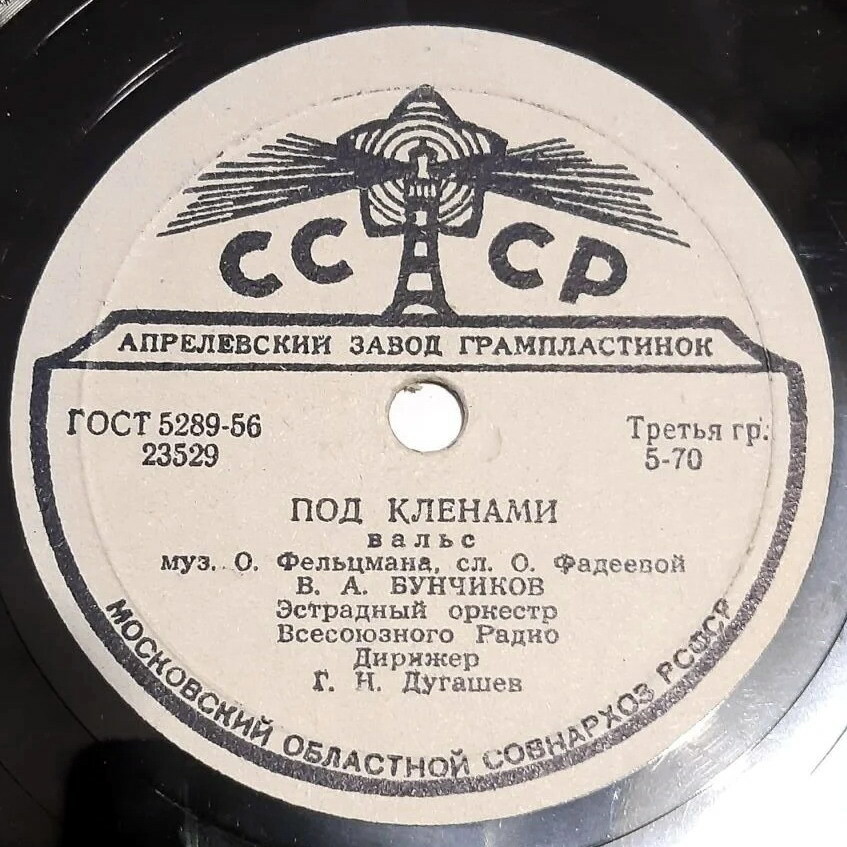 СССР
АПРЕЛЕВСКИЙ ЗАВОД ГРАМПЛАСТИНОК
ГОСТ 5289-56
23529
Третья гр.
5-70
ПОД КЛЕНАМИ
вальс
муз. О. Фельцмана, сл. О. Фадеевой
В. А. БУНЧИКОВ
Эстрадный оркестр
Всесоюзного Радио
Дирижер
Г. Н. Дугашев
МОСКОВСКИЙ ОБЛАСТНОЙ СОВНАРХОЗ РСФСР